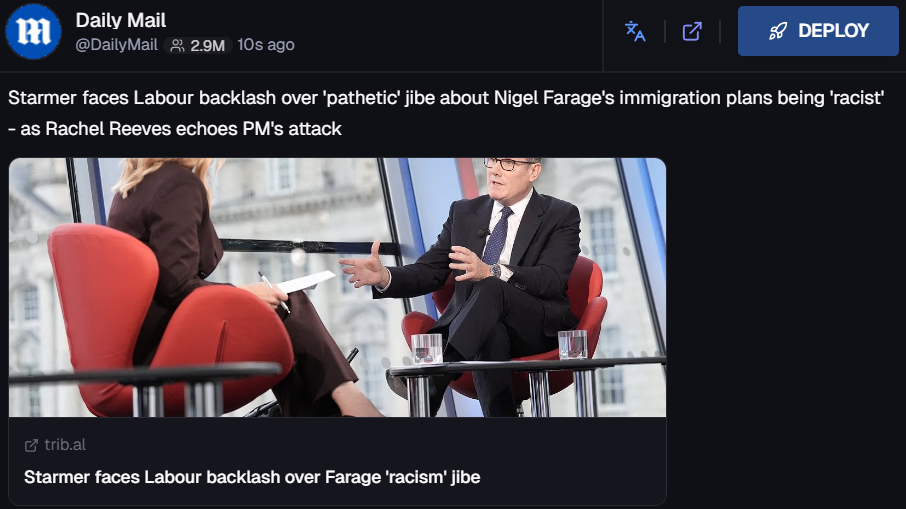 Daily Mail
@DailyMail 2.9M 10s ago
DEPLOY
Starmer faces Labour backlash over 'pathetic' jibe about Nigel Farage's immigration plans being 'racist'
- as Rachel Reeves echoes PM's attack
trib.al
Starmer faces Labour backlash over Farage 'racism' jibe